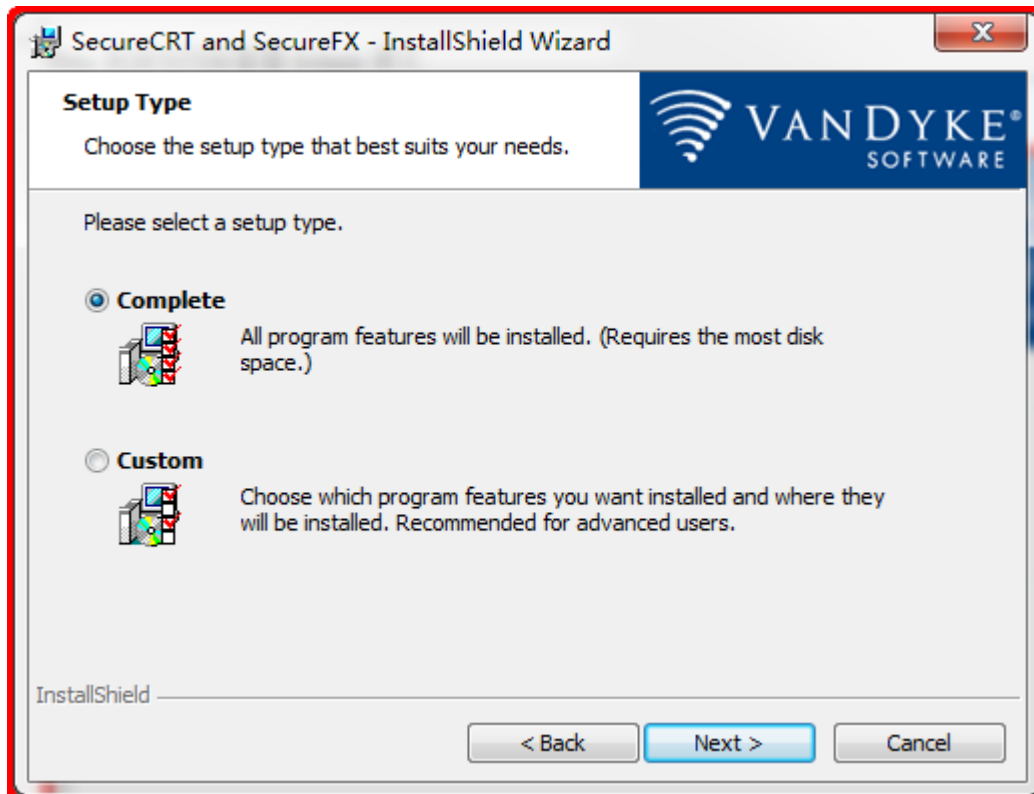 SecureCRT and SecureFX - InstallShield Wizard
Setup Type
Choose the setup type that best suits your needs.
VANDYKE®
SOFTWARE
Please select a setup type.
Complete
All program features will be installed. (Requires the most disk
space.)
Custom
Choose which program features you want installed and where they
will be installed. Recommended for advanced users.
InstallShield
< Back
Next >
Cancel